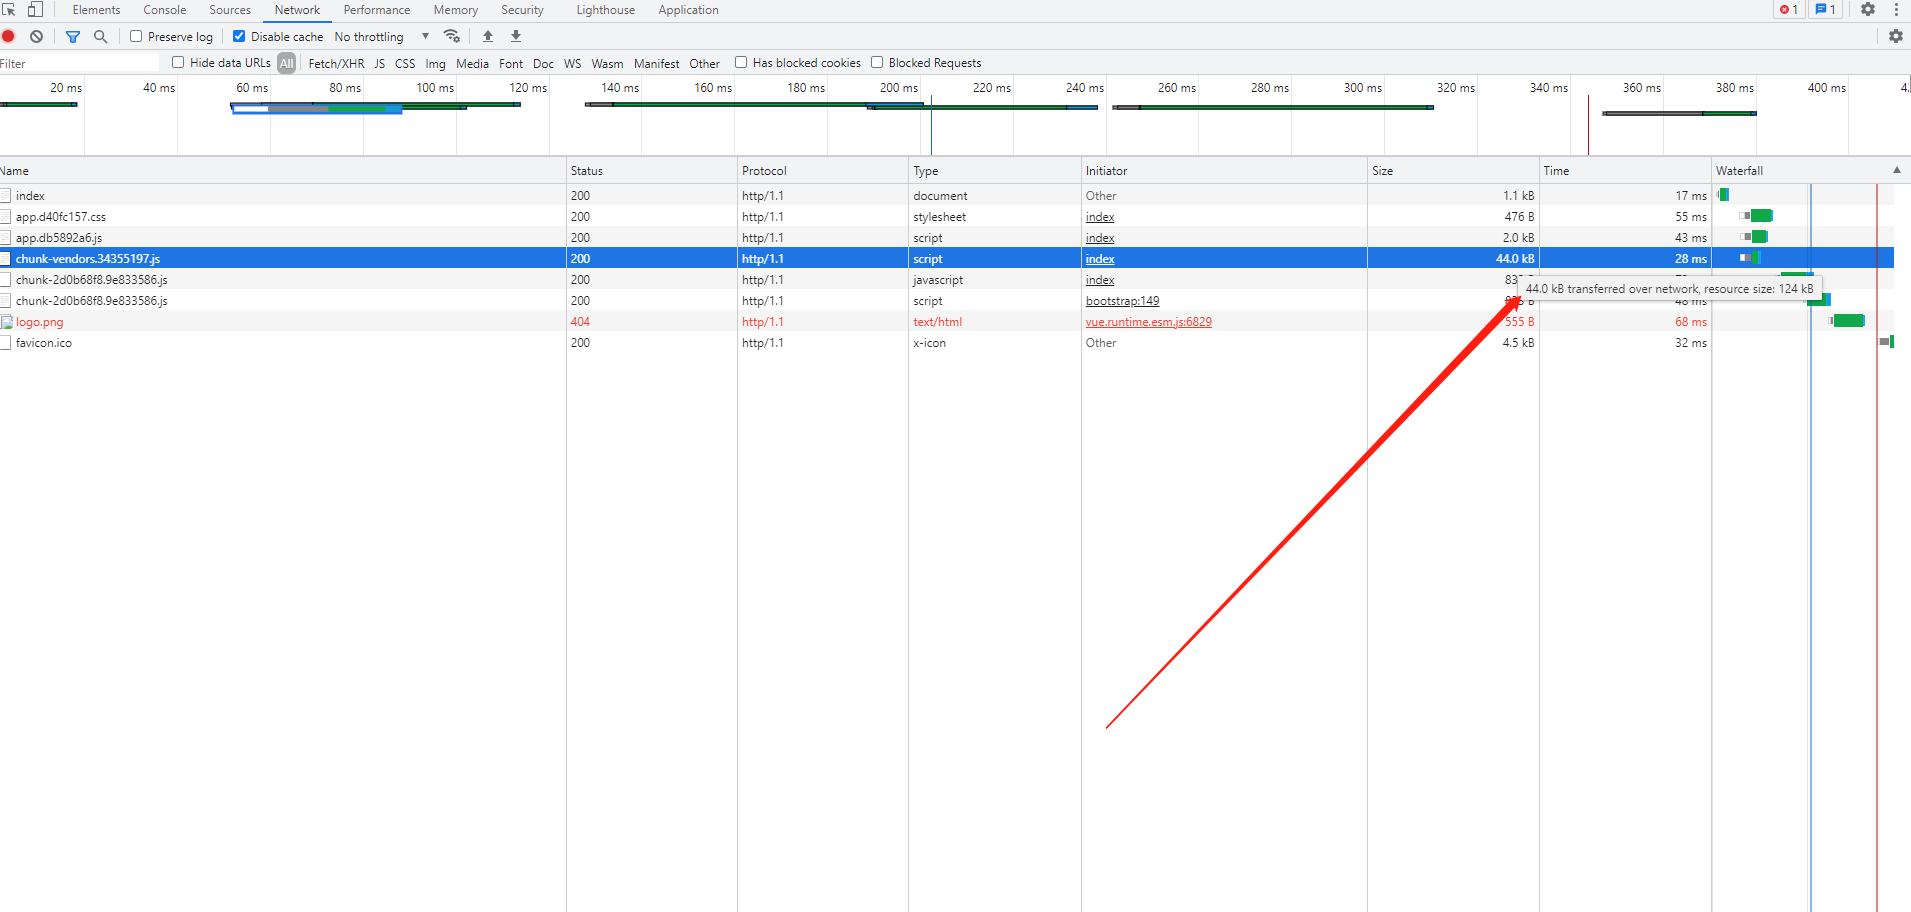 Elements Console Sources Network Performance Memory Security Lighthouse Application 1 1
Preserve log Disable cache No throttling
Filter Hide data URLs All Fetch/XHR JS CSS Img Media Font Doc WS Wasm Manifest Other Has blocked cookies Blocked Requests
20 ms 40 ms 60 ms 80 ms 100 ms 120 ms 140 ms 160 ms 180 ms 200 ms 220 ms 240 ms 260 ms 280 ms 300 ms 320 ms 340 ms 360 ms 380 ms 400 ms
Name Status Protocol Type Initiator Size Time Waterfall
index 200 http/1.1 document Other 1.1 kB 17 ms
app.d40fc157.css 200 http/1.1 stylesheet index 476 B 55 ms
app.db5892a6.js 200 http/1.1 script index 2.0 kB 43 ms
chunk-vendors.34355197.js 200 http/1.1 script index 44.0 kB 28 ms
chunk-2d0b68f8.9e833586.js 200 http/1.1 javascript index
44.0 kB transferred over network, resource size: 124 kB
chunk-2d0b68f8.9e833586.js 200 http/1.1 script bootstrap:149 48 ms
logo.png 404 http/1.1 text/html vue.runtime.esm.js:6829 555 B 68 ms
favicon.ico 200 http/1.1 x-icon Other 4.5 kB 32 ms